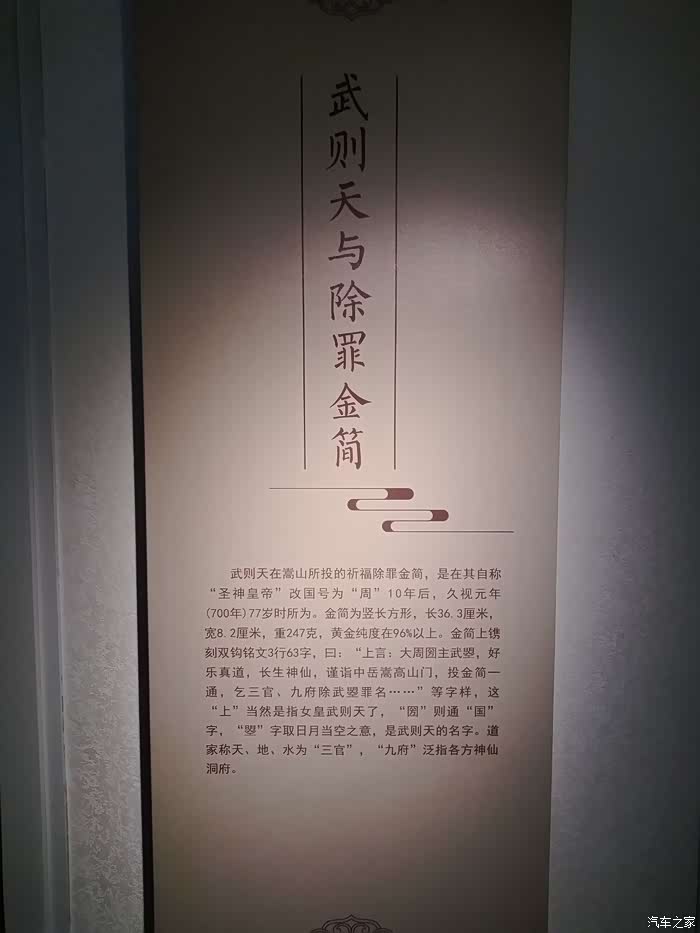 武则天与除罪金简
武则天在嵩山所投的祈福除罪金简，是在其自称
“圣神皇帝”改国号为“周”10年后，久视元年
(700年)77岁时所为。金简为竖长方形，长36.3厘米，
宽8.2厘米，重247克，黄金纯度在96%以上。金简上镌
刻双钩铭文3行63字，曰：“上言：大周圀主武曌，好
乐真道，长生神仙，谨诣中岳嵩高山门，投金简一
通，乞三官、九府除武曌罪名……”等字样，这
“上”当然是指女皇武则天了，“圀”则通“国”
字，“曌”字取日月当空之意，是武则天的名字。道
家称天、地、水为“三官”，“九府”泛指各方神仙
洞府。
汽车之家